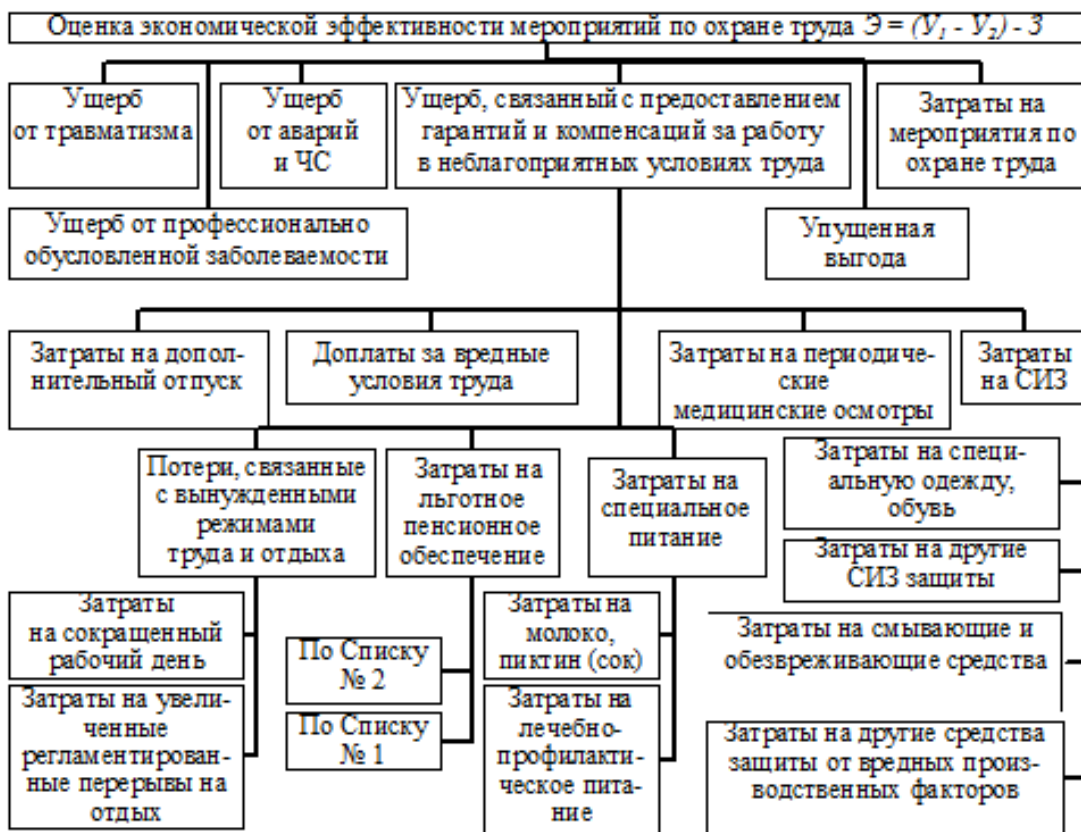 Оценка экономической эффективности мероприятий по охране труда Э = (У₁ - У₂) - З
Ущерб
от травматизма
Ущерб
от аварий
и ЧС
Ущерб, связанный с предоставлением
гарантий и компенсаций за работу
в неблагоприятных условиях труда
Затраты на
мероприятия по
охране труда
Ущерб от профессионально
обусловленной заболеваемости
Упущенная
выгода
Затраты на допол-
нительный отпуск
Доплаты за вредные
условия труда
Затраты на периодиче-
ские
медицинские осмотры
Затраты
на СИЗ
Потери, связанные
с вынужденными
режимами
труда и отдыха
Затраты на
льготное
пенсионное
обеспечение
Затраты на
специальное
питание
Затраты на специ-
альную одежду,
обувь
Затраты на другие
СИЗ защиты
Затраты
на сокращенный
рабочий день
По Списку
№ 2
Затраты на
молоко,
пиктин (сок)
Затраты на смывающие и
обезвреживающие средства
Затраты на увели-
ченные
регламентирован-
ные перерывы на
отдых
По Списку
№ 1
Затраты на
лечебно-
профилакти-
ческое пита-
ние
Затраты на другие средства
защиты от вредных произ-
водственных факторов